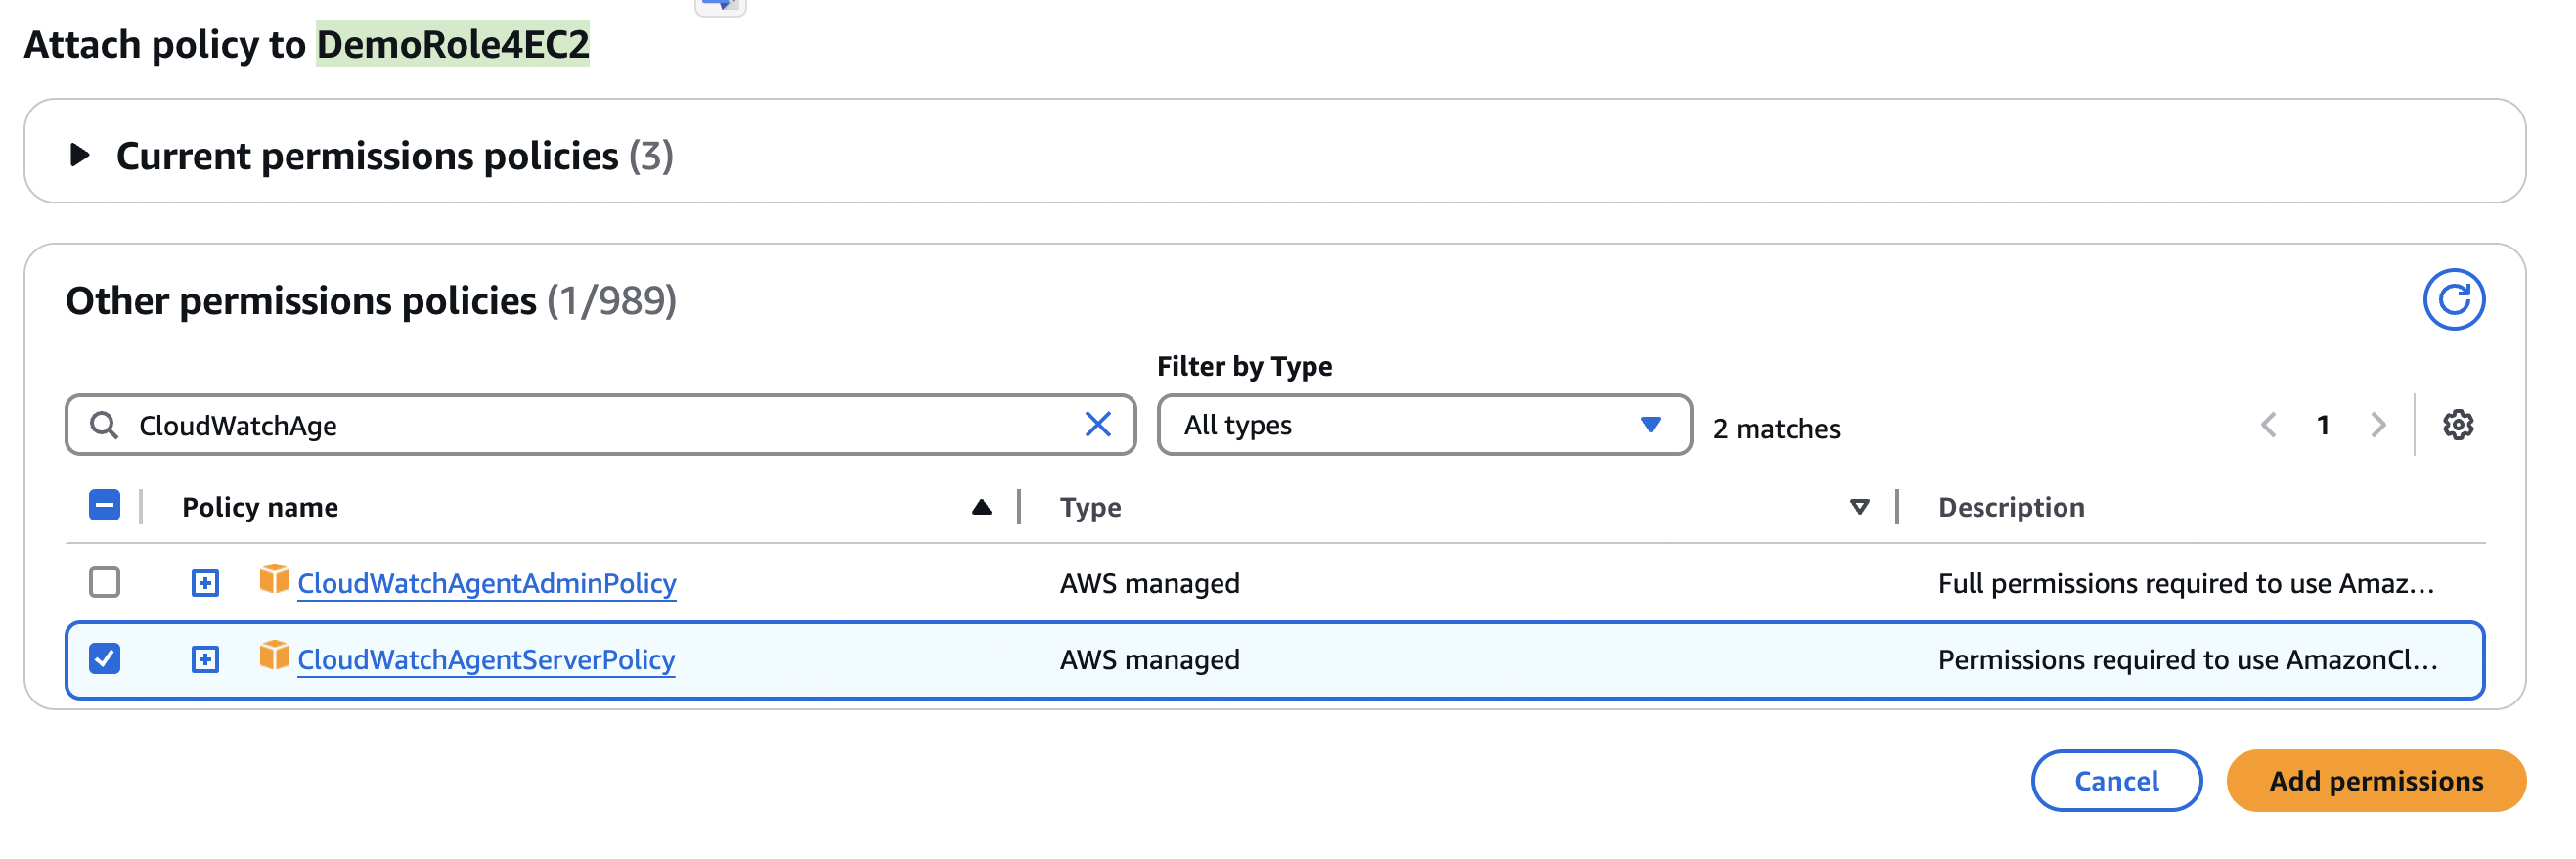 Attach policy to DemoRole4EC2
Current permissions policies (3)
Other permissions policies (1/989)
Filter by Type
CloudWatchAge
All types
2 matches
1
Policy name
Type
Description
CloudWatchAgentAdminPolicy
AWS managed
Full permissions required to use Amaz...
CloudWatchAgentServerPolicy
AWS managed
Permissions required to use AmazonCl...
Cancel
Add permissions